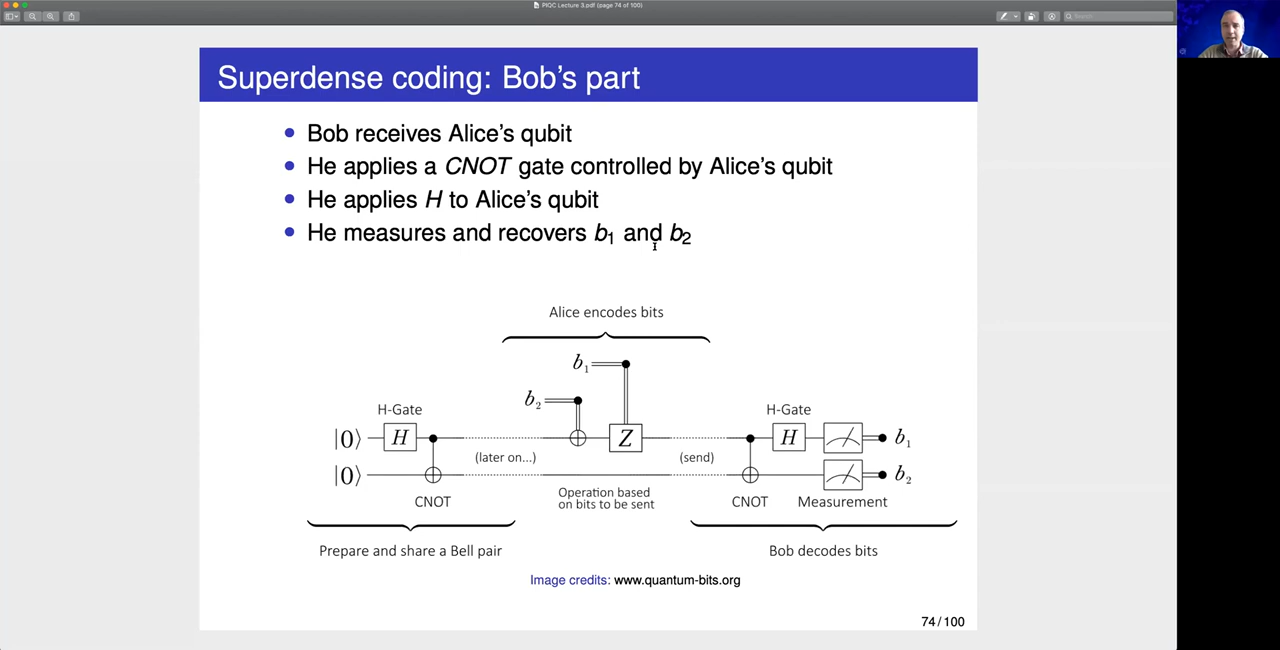 PIQC Lecture 3.pdf (page 74 of 100)
Search
Superdense coding: Bob's part
• Bob receives Alice's qubit
• He applies a CNOT gate controlled by Alice's qubit
• He applies H to Alice's qubit
• He measures and recovers b₁ and b₂
Alice encodes bits
b₁
b₂
H-Gate
H-Gate
|0⟩ H Z H b₁
(later on...) (send)
|0⟩ b₂
Operation based
on bits to be sent
CNOT CNOT Measurement
Prepare and share a Bell pair Bob decodes bits
Image credits: www.quantum-bits.org
74 / 100